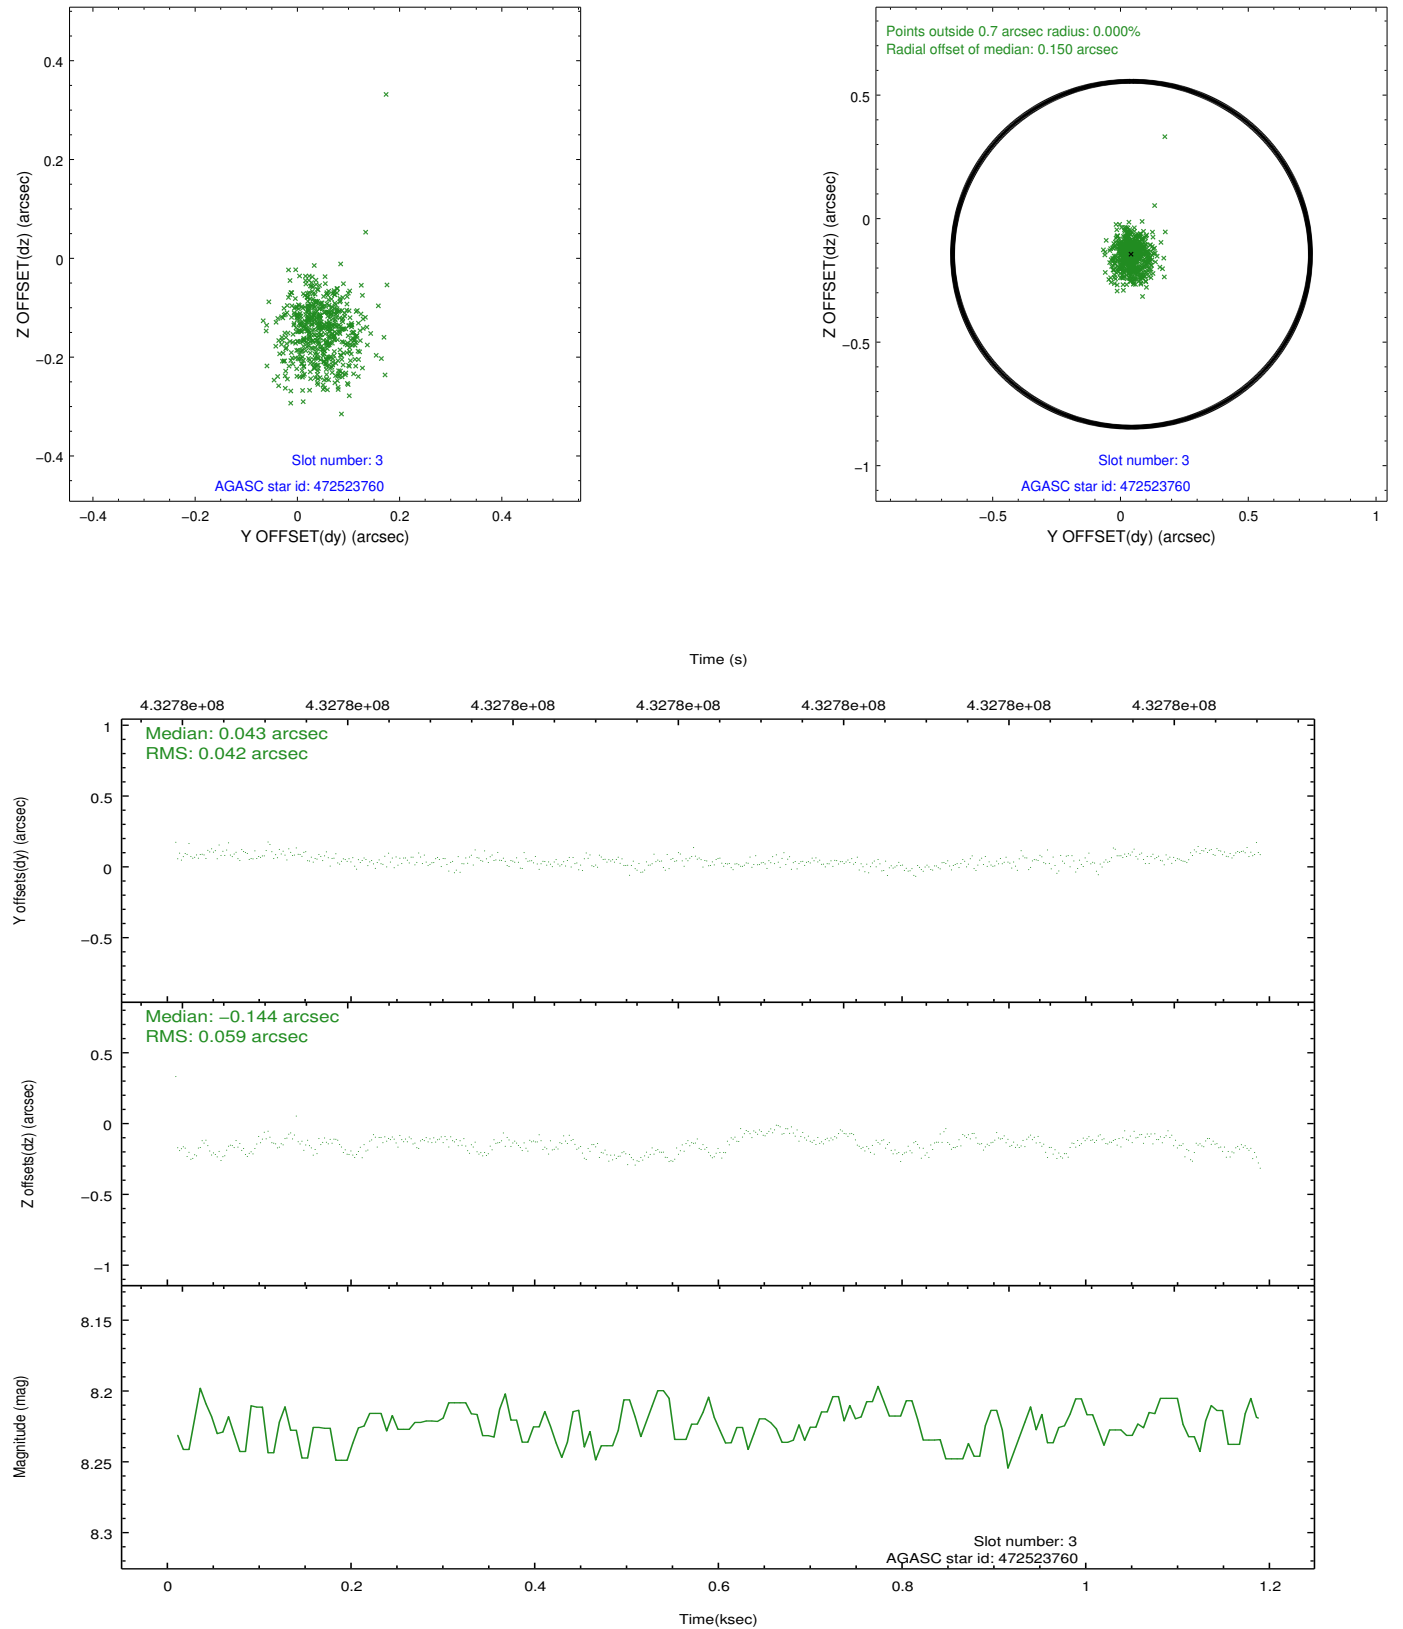 0.4
0.2
0
−0.2
−0.4
Z OFFSET(dz) (arcsec)
Slot number: 3
AGASC star id: 472523760
−0.4 −0.2 0 0.2 0.4
Y OFFSET(dy) (arcsec)
Points outside 0.7 arcsec radius: 0.000%
Radial offset of median: 0.150 arcsec
0.5
0
−0.5
−1
Z OFFSET(dz) (arcsec)
Slot number: 3
AGASC star id: 472523760
−0.5 0 0.5 1
Y OFFSET(dy) (arcsec)
Time (s)
4.3278e+08 4.3278e+08 4.3278e+08 4.3278e+08 4.3278e+08 4.3278e+08 4.3278e+08
Median: 0.043 arcsec
RMS: 0.042 arcsec
1
0.5
0
−0.5
Y offsets(dy) (arcsec)
Median: −0.144 arcsec
RMS: 0.059 arcsec
0.5
0
−0.5
−1
Z offsets(dz) (arcsec)
8.15
8.2
8.25
8.3
Magnitude (mag)
Slot number: 3
AGASC star id: 472523760
0 0.2 0.4 0.6 0.8 1 1.2
Time(ksec)